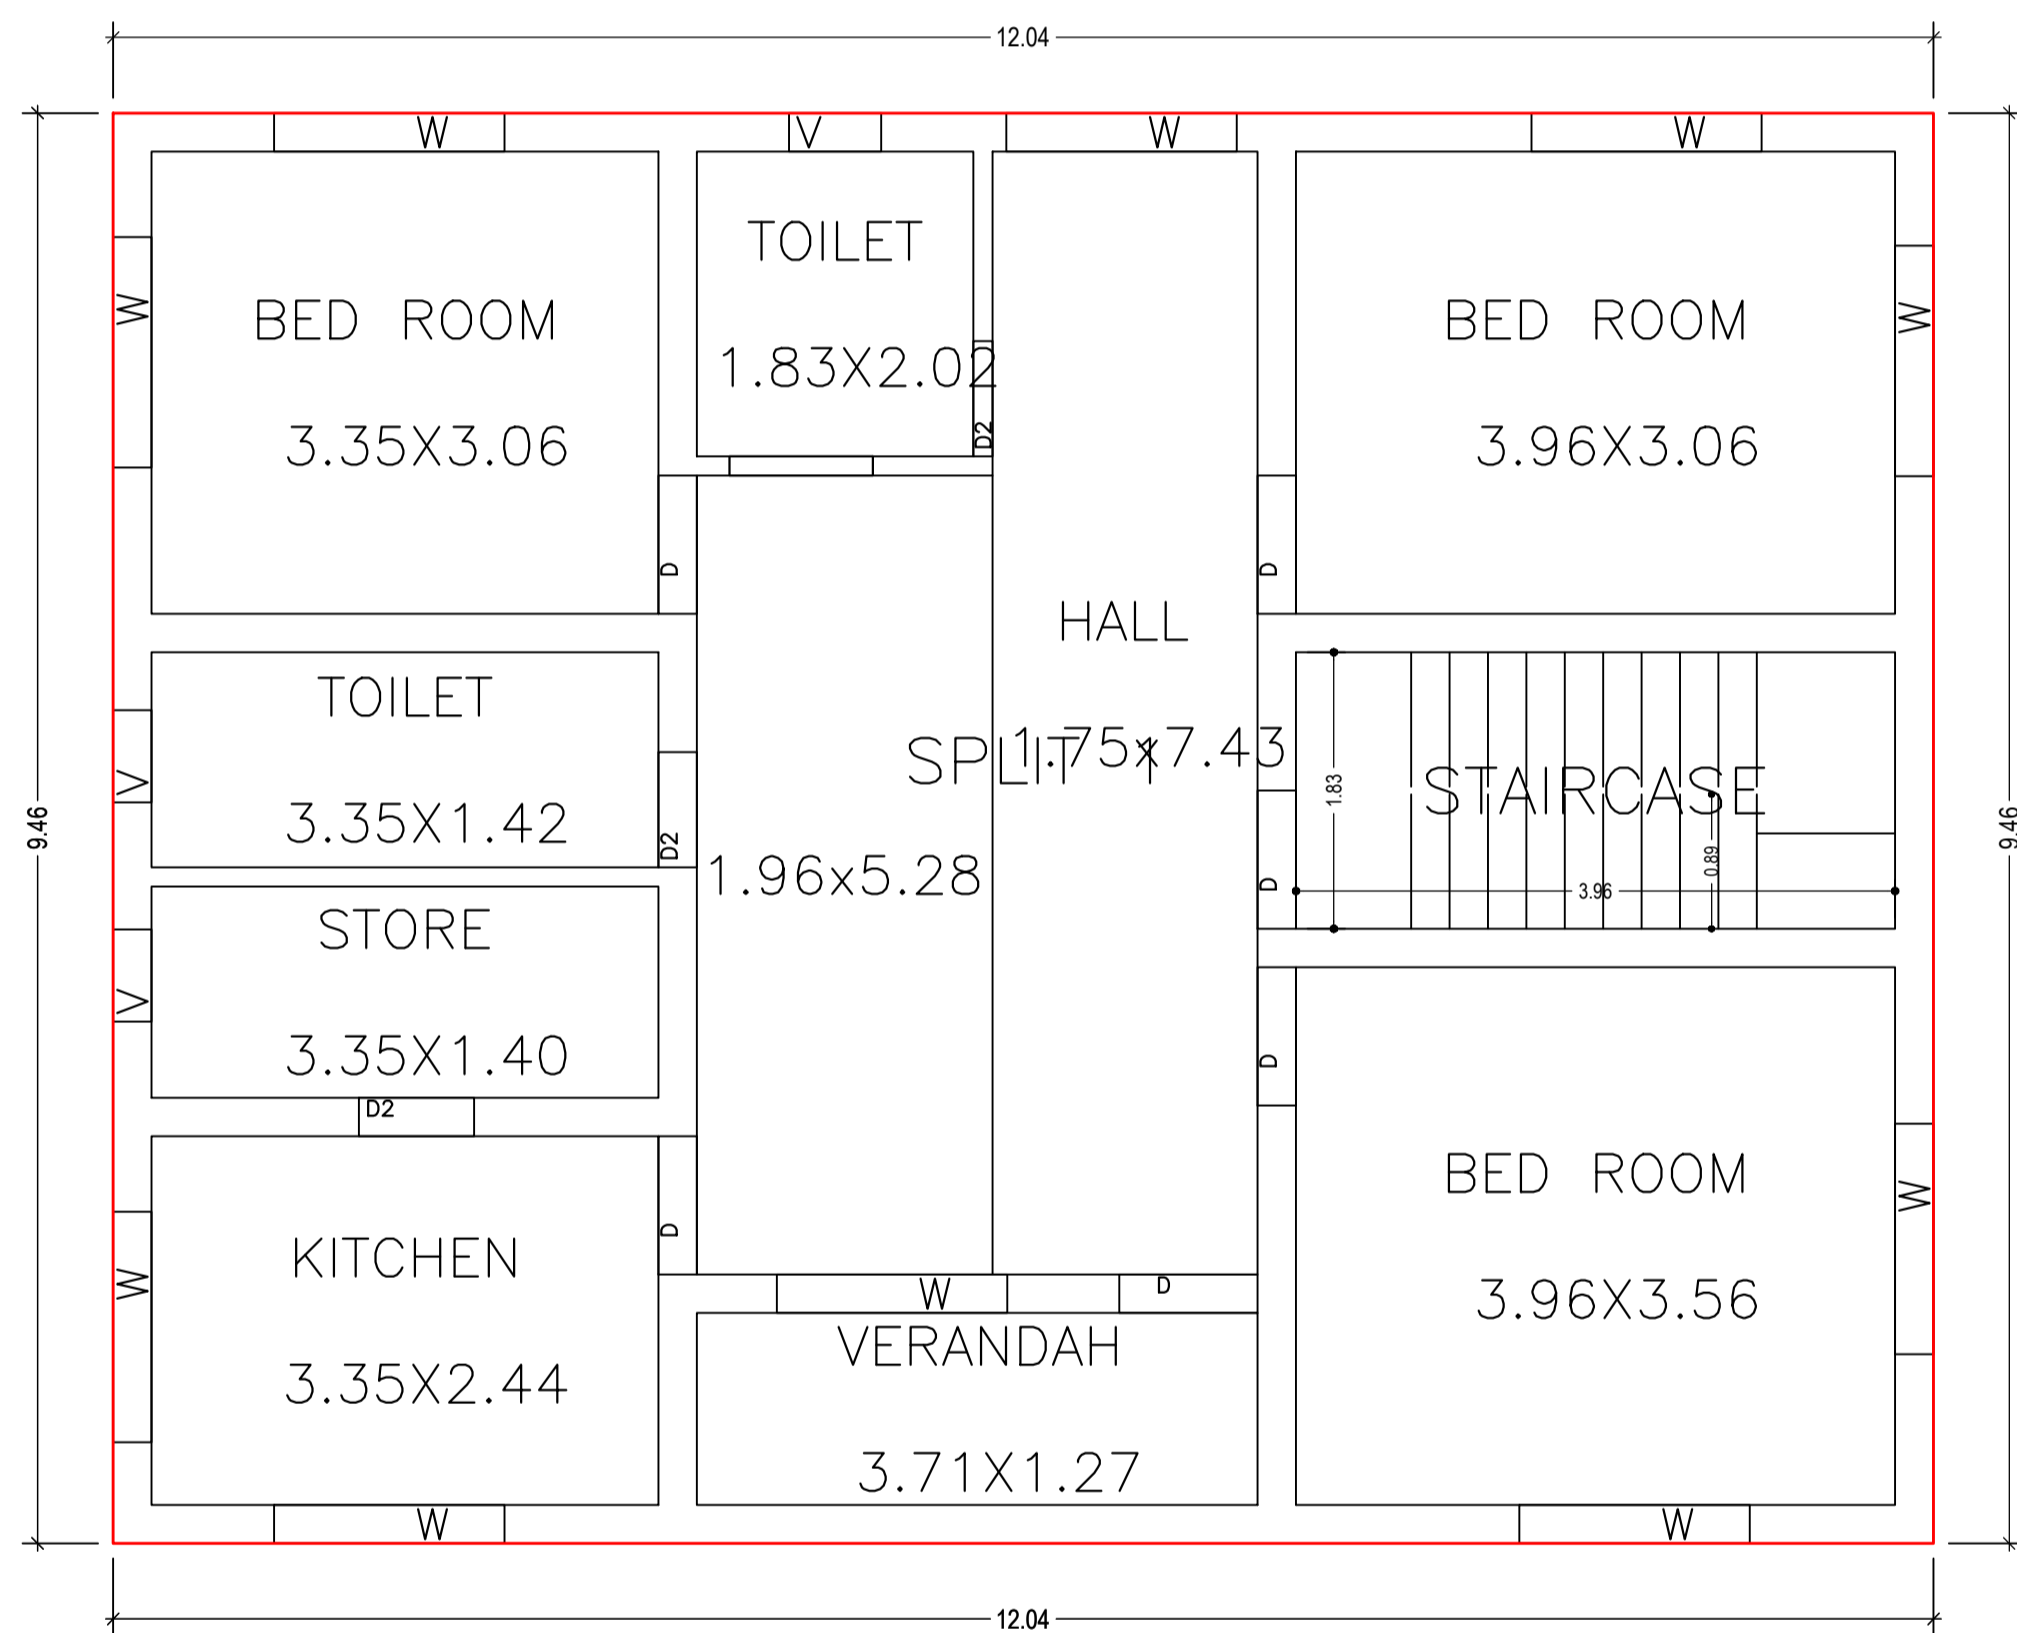 12.04
W
V
W
W
TOILET
BED ROOM
BED ROOM
W
W
1.83X2.02
D2
3.35X3.06
3.96X3.06
D
D
HALL
TOILET
1.75x7.43
SPLIT 1
STAIRCASE
V
1.83
9.46
9.46
3.35X1.42
D2
0.89
1.96x5.28
D
3.96
STORE
V
3.35X1.40
D
D2
BED ROOM
W
D
KITCHEN
W
W
D
3.96X3.56
VERANDAH
3.35X2.44
3.71X1.27
W
W
12.04